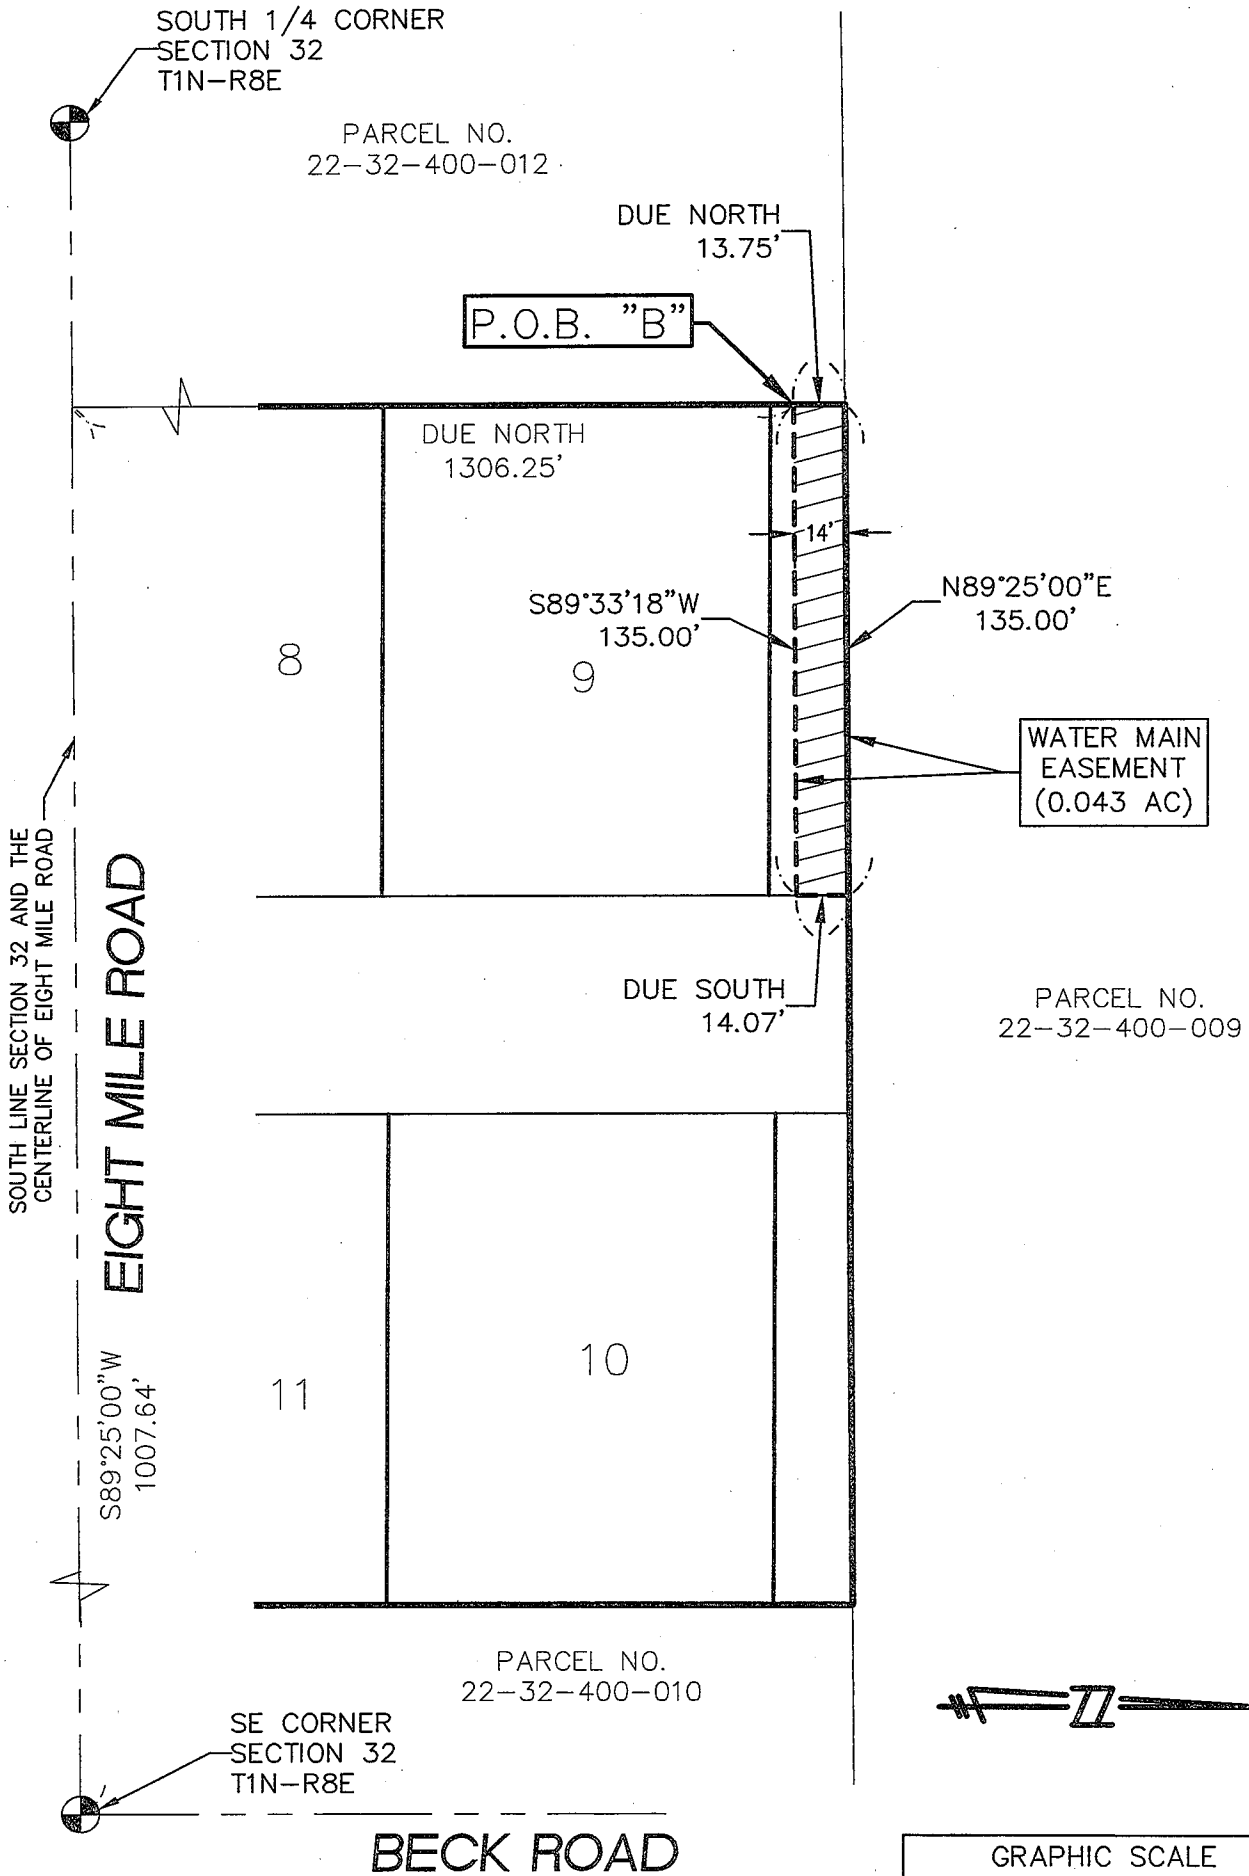 SOUTH 1/4 CORNER
SECTION 32
T1N-R8E
PARCEL NO.
22-32-400-012
DUE NORTH
13.75'
P.O.B. "B"
DUE NORTH
1306.25'
14'
S89°33'18"W
135.00'
N89°25'00"E
135.00'
8
9
WATER MAIN
EASEMENT
(0.043 AC)
SOUTH LINE SECTION 32 AND THE
CENTERLINE OF EIGHT MILE ROAD
EIGHT MILE ROAD
DUE SOUTH
14.07'
PARCEL NO.
22-32-400-009
S89°25'00"W
1007.64'
11
10
PARCEL NO.
22-32-400-010
SE CORNER
SECTION 32
T1N-R8E
Z
BECK ROAD
GRAPHIC SCALE